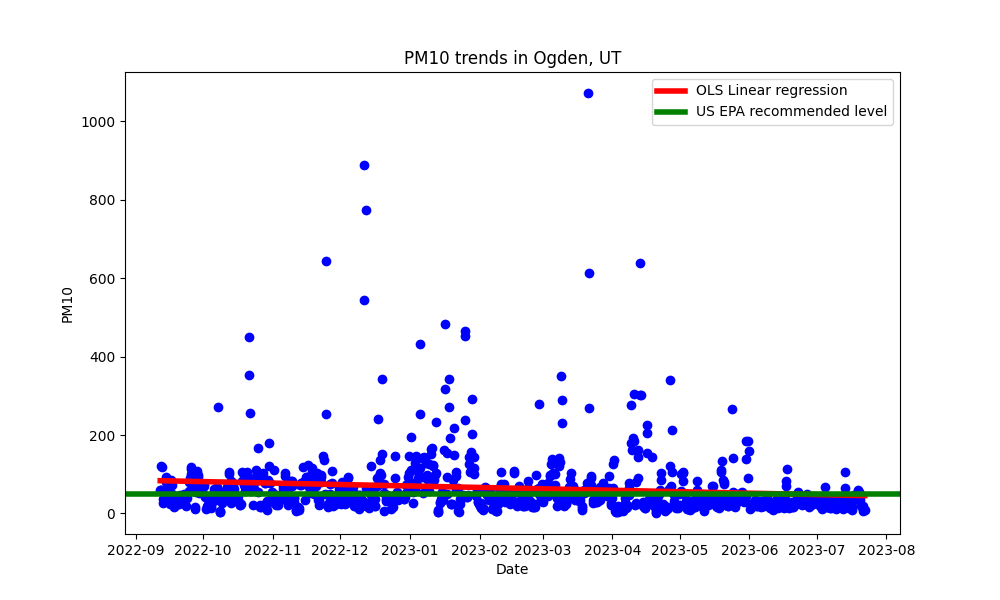 PM10 trends in Ogden, UT
OLS Linear regression
US EPA recommended level
1000
800
600
400
200
0
PM10
2022-09 2022-10 2022-11 2022-12 2023-01 2023-02 2023-03 2023-04 2023-05 2023-06 2023-07 2023-08
Date